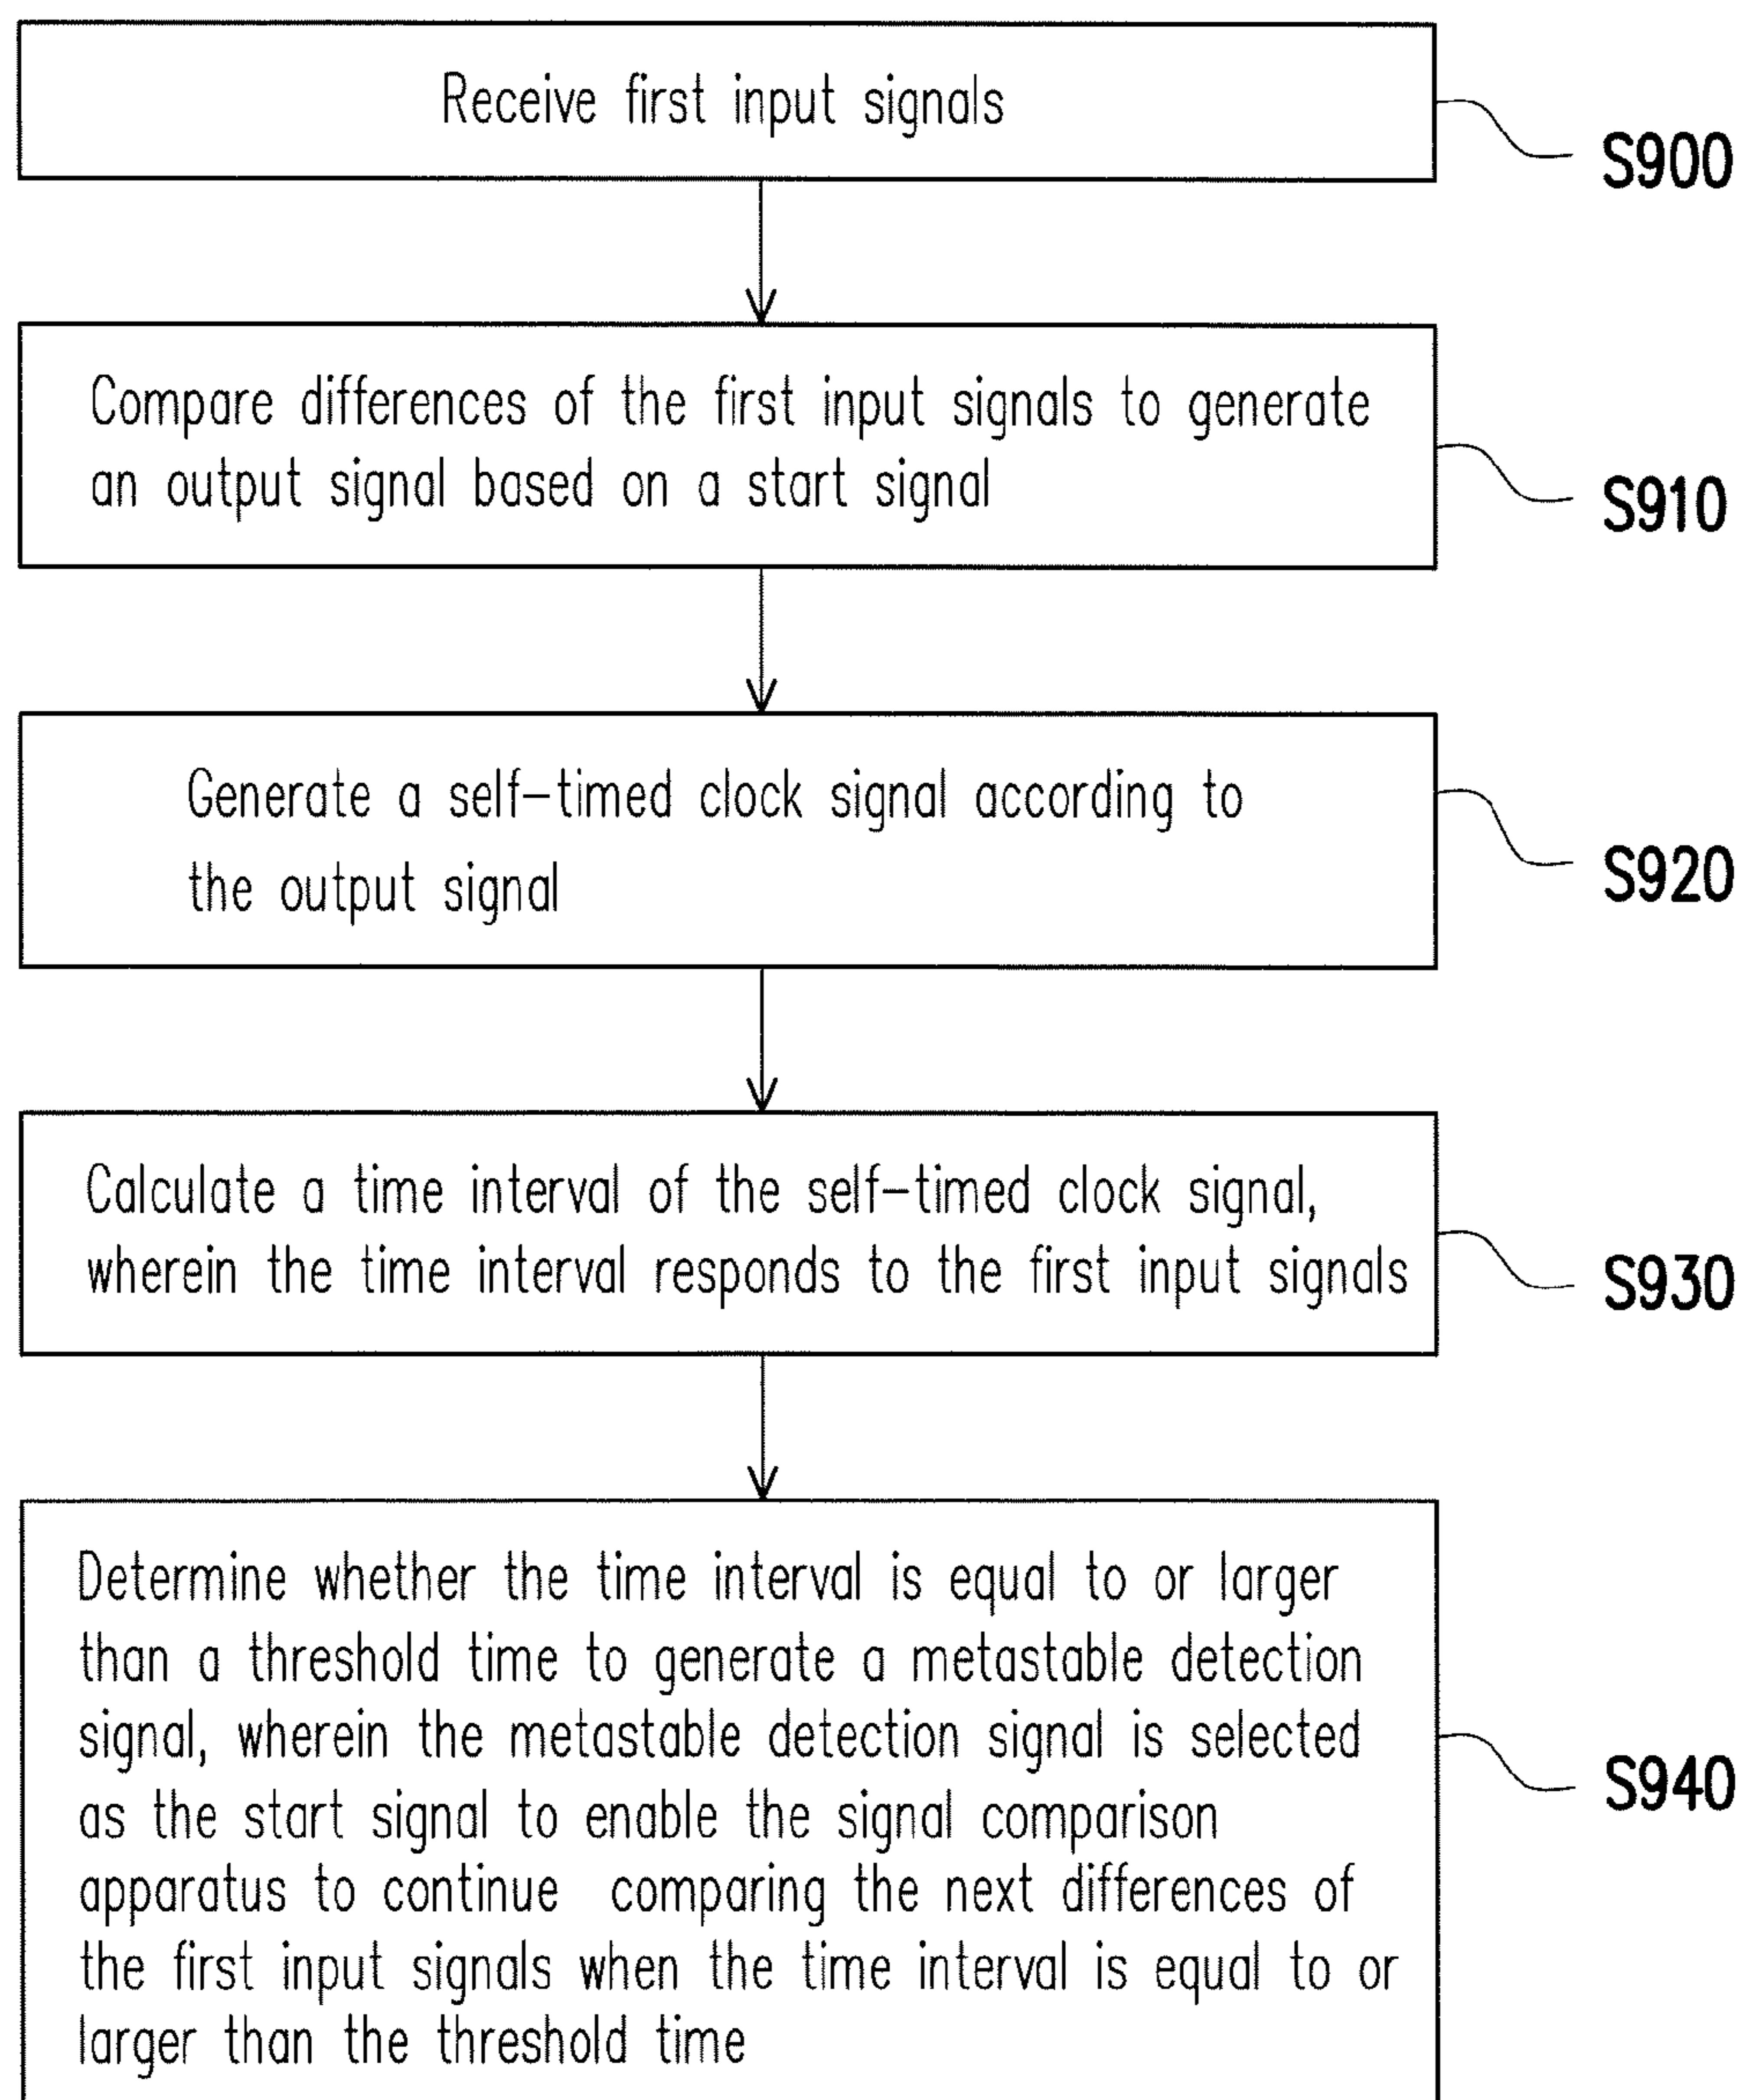 Receive first input signals
S900
Compare differences of the first input signals to generate
an output signal based on a start signal
S910
Generate a self-timed clock signal according to
the output signal
S920
Calculate a time interval of the self-timed clock signal,
wherein the time interval responds to the first input signals
S930
Determine whether the time interval is equal to or larger
than a threshold time to generate a metastable detection
signal, wherein the metastable detection signal is selected
as the start signal to enable the signal comparison
apparatus to continue comparing the next differences of
the first input signals when the time interval is equal to or
larger than the threshold time
S940